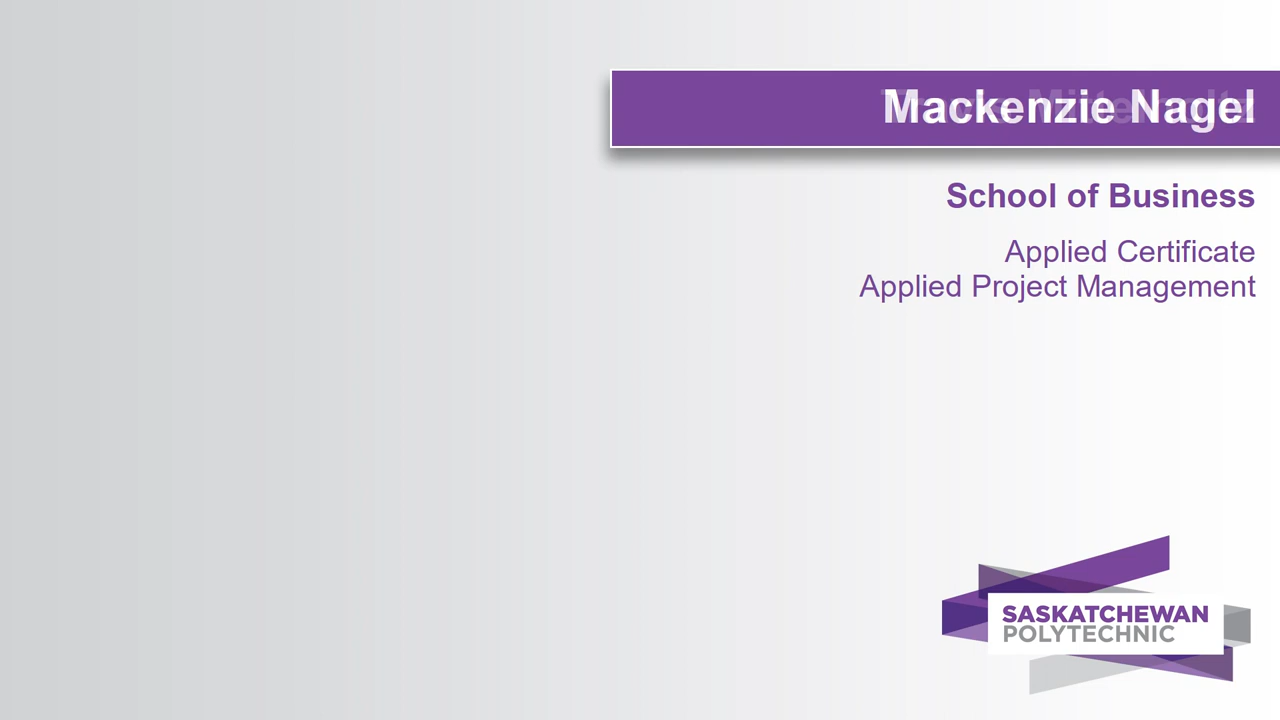 Mackenzie Nagel
School of Business
Applied Certificate
Applied Project Management
SASKATCHEWAN
POLYTECHNIC